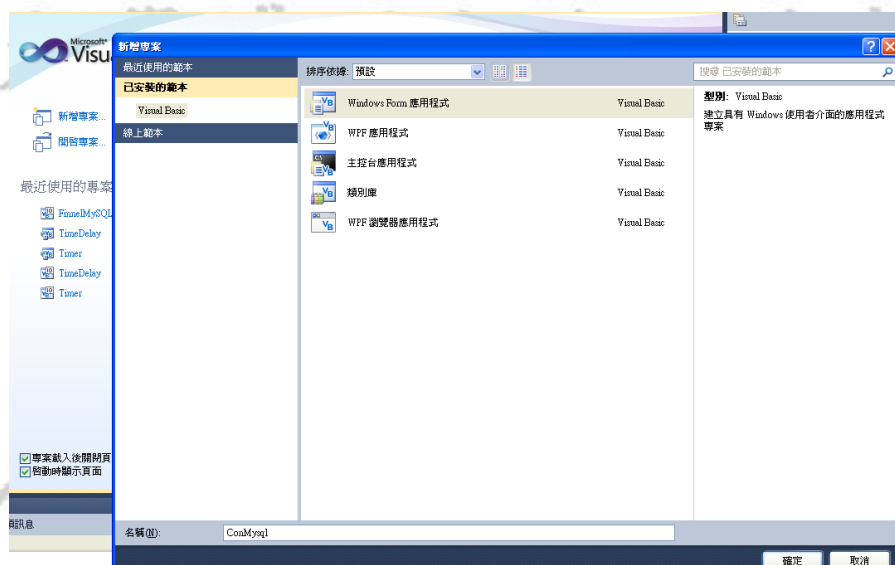 Microsoft®
Visu
新增專案...
開啟專案...
最近使用的專案
TimeDelay
Timer
TimeDelay
Timer
專案載入後關閉頁
啟動時顯示頁面
訊息
新增專案
最近使用的範本
已安裝的範本
Visual Basic
線上範本
排序依據: 預設
Windows Form 應用程式 Visual Basic
WPF 應用程式 Visual Basic
主控台應用程式 Visual Basic
類別庫 Visual Basic
WPF 瀏覽器應用程式 Visual Basic
搜尋 已安裝的範本
型別: Visual Basic
建立具有 Windows 使用者介面的應用程式
專案
名稱(N): ConMysql
確定 取消